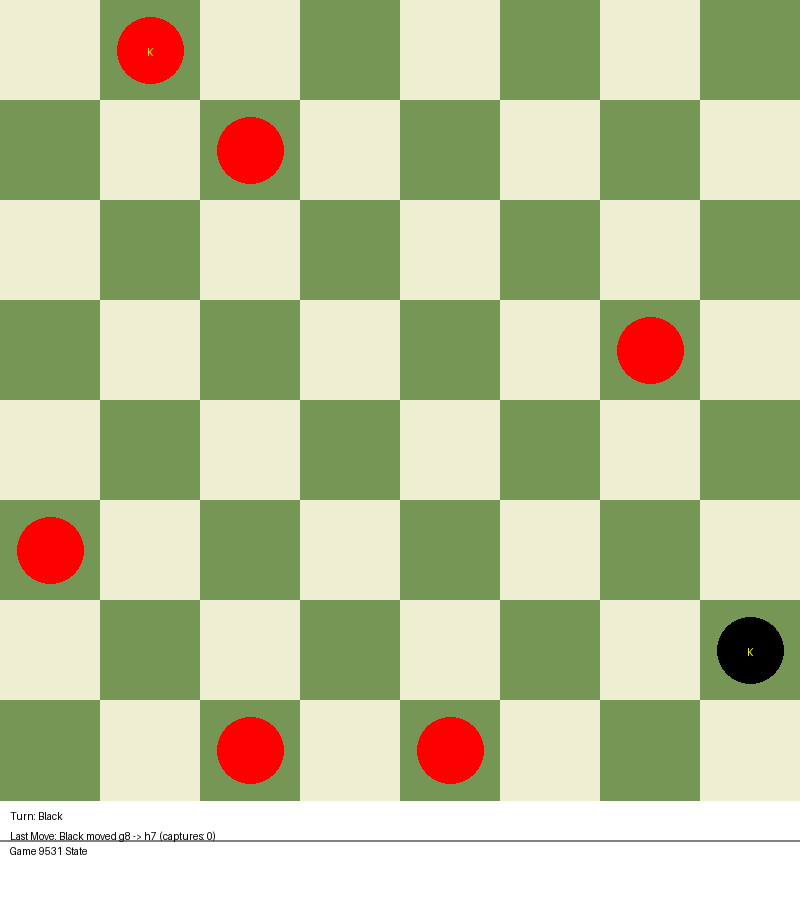 K
K
Turn: Black
Last Move: Black moved g8 -> h7 (captures: 0)
Game 9531 State